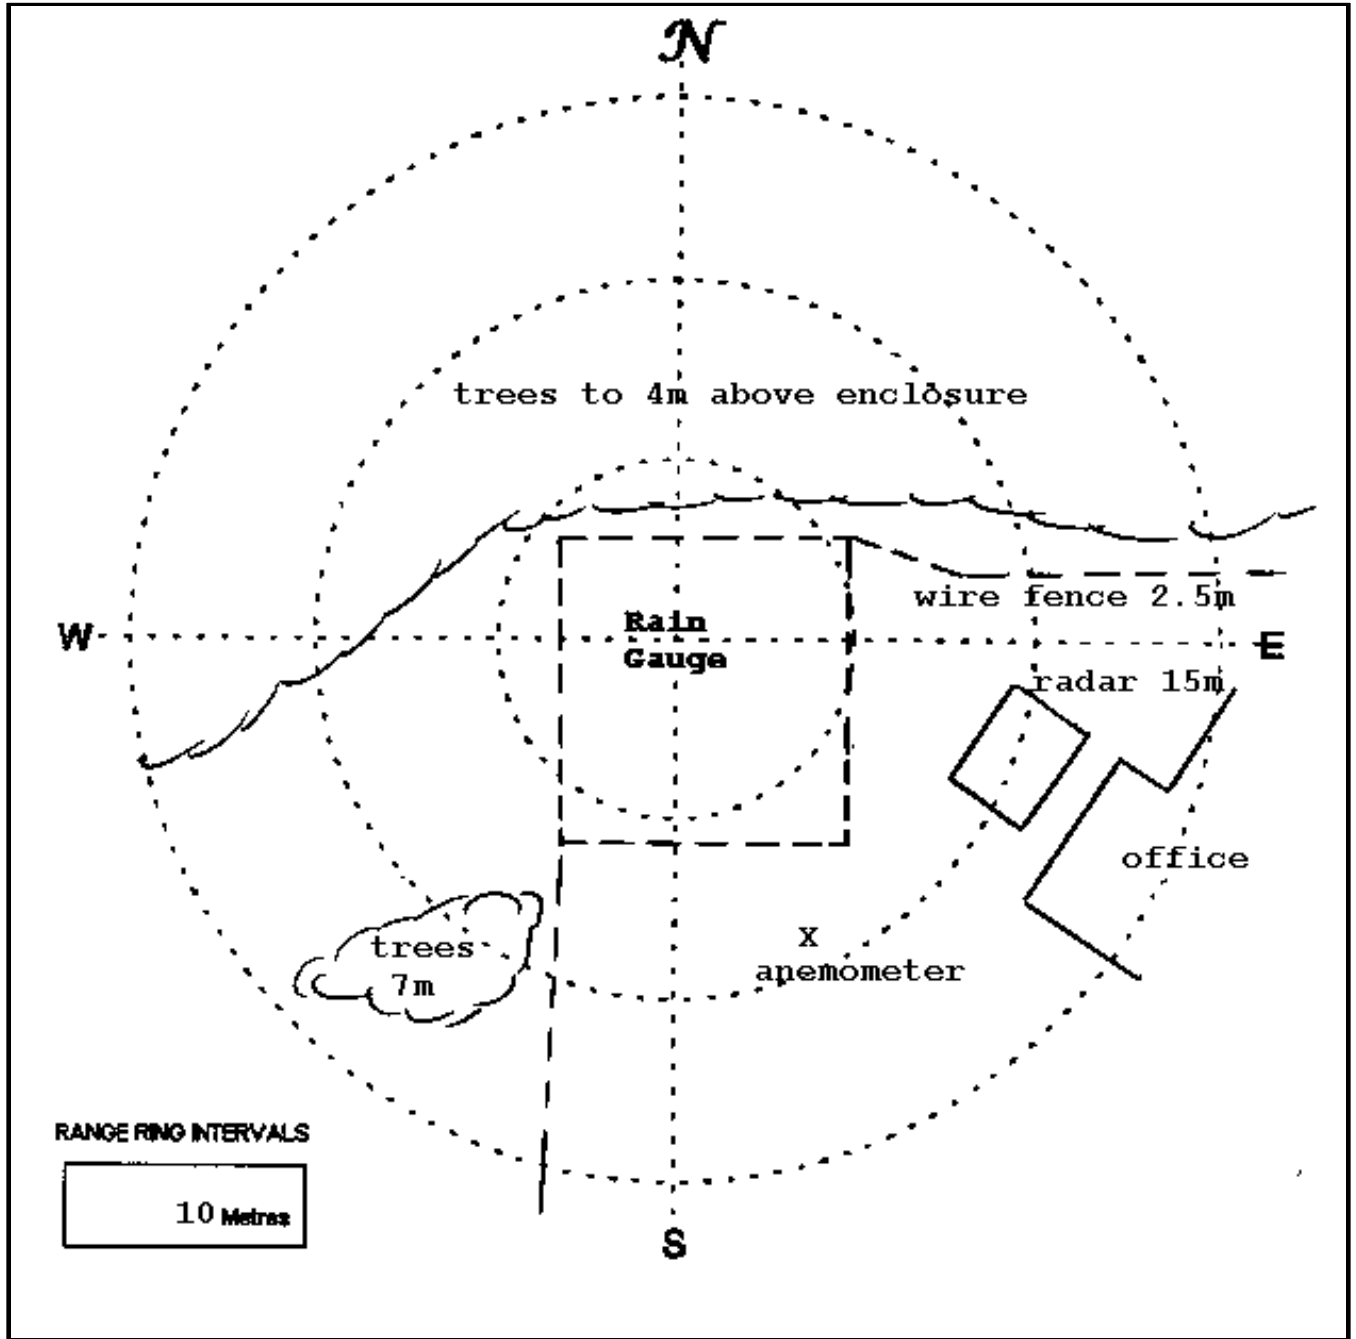 N
trees to 4m above enclosure
wire fence 2.5m
Rain
Gauge
W
E
radar 15m
office
X
anemometer
trees
7m
RANGE RING INTERVALS
10 Metres
S